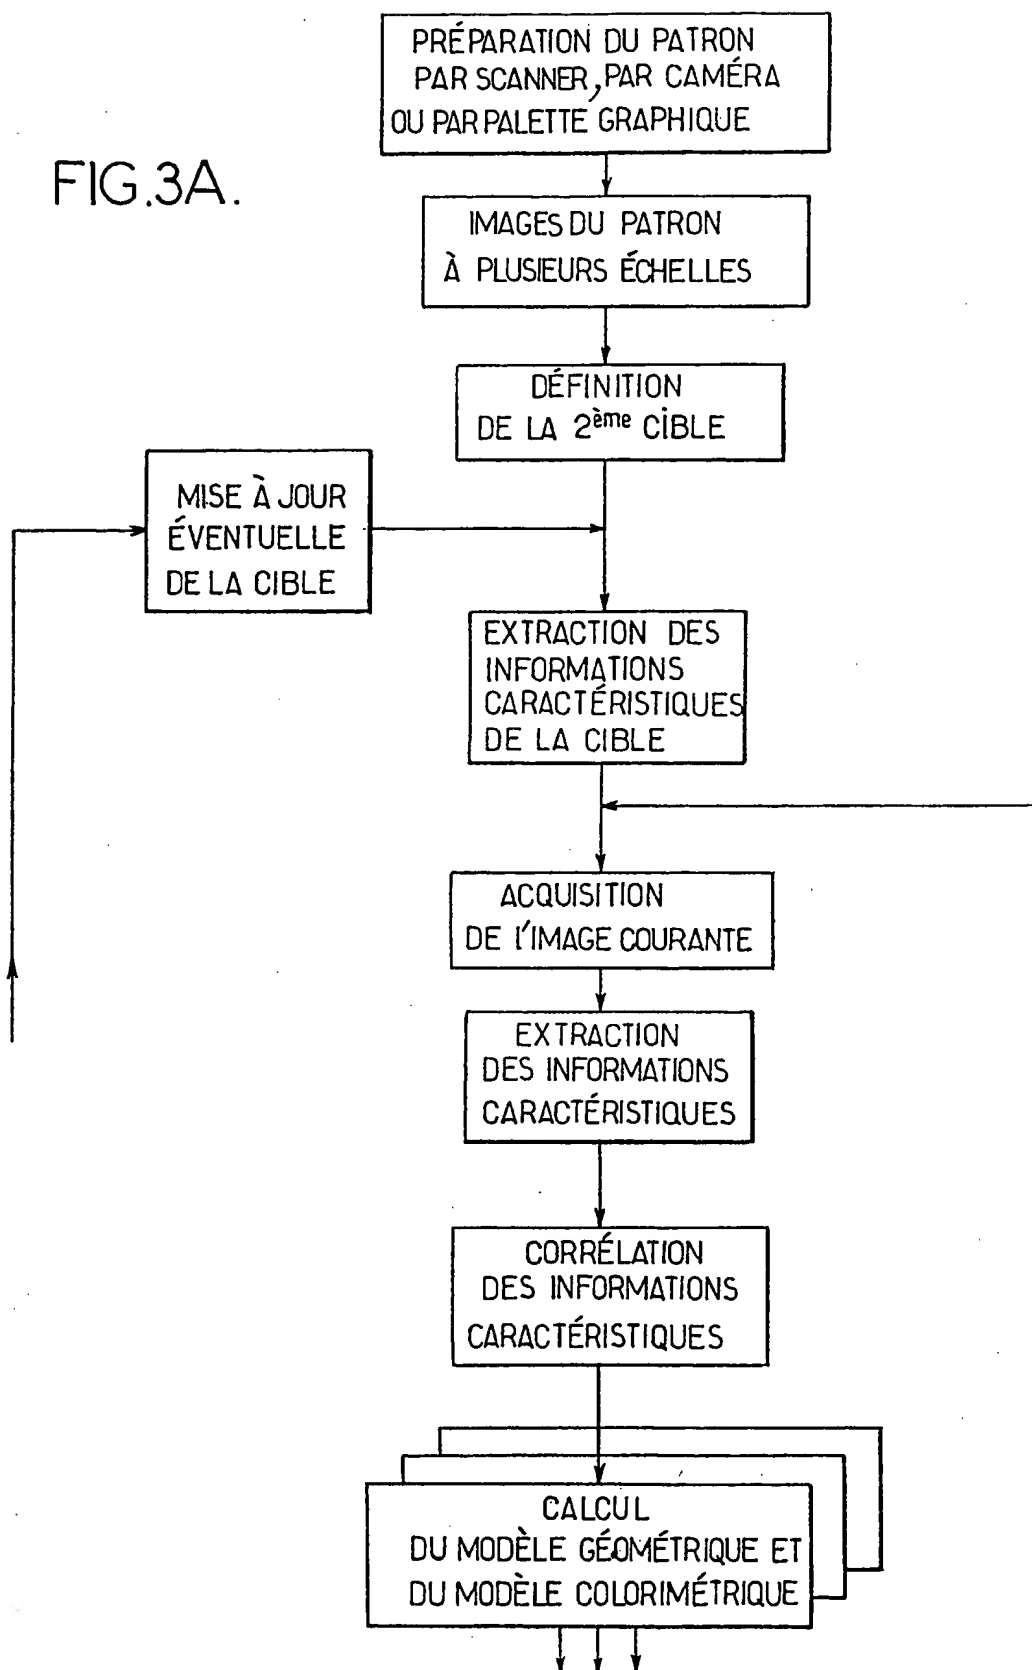 PRÉPARATION DU PATRON
PAR SCANNER, PAR CAMÉRA
OU PAR PALETTE GRAPHIQUE
FIG.3A.
IMAGES DU PATRON
À PLUSIEURS ÉCHELLES
DÉFINITION
DE LA 2ème CIBLE
MISE À JOUR
ÉVENTUELLE
DE LA CIBLE
EXTRACTION DES
INFORMATIONS
CARACTÉRISTIQUES
DE LA CIBLE
ACQUISITION
DE l'IMAGE COURANTE
EXTRACTION
DES INFORMATIONS
CARACTÉRISTIQUES
CORRÉLATION
DES INFORMATIONS
CARACTÉRISTIQUES
CALCUL
DU MODÈLE GÉOMÉTRIQUE ET
DU MODÈLE COLORIMÉTRIQUE